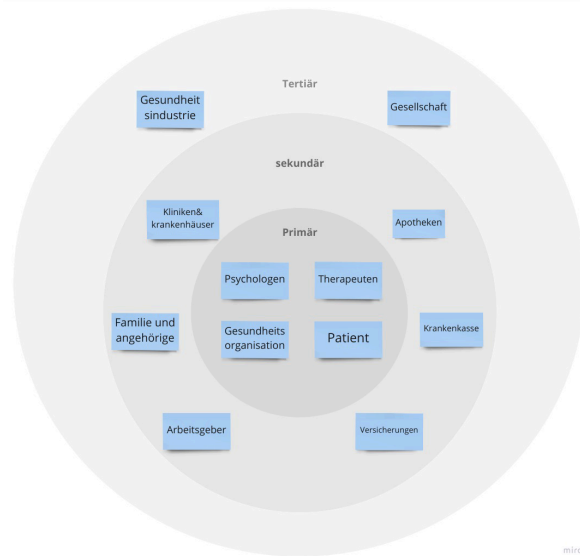 Tertiär
Gesundheit
sindustrie
Gesellschaft
sekundär
Kliniken&
krankenhäuser
Apotheken
Primär
Psychologen
Therapeuten
Familie und
angehörige
Gesundheits
organisation
Patient
Krankenkasse
Arbeitsgeber
Versicherungen
miro